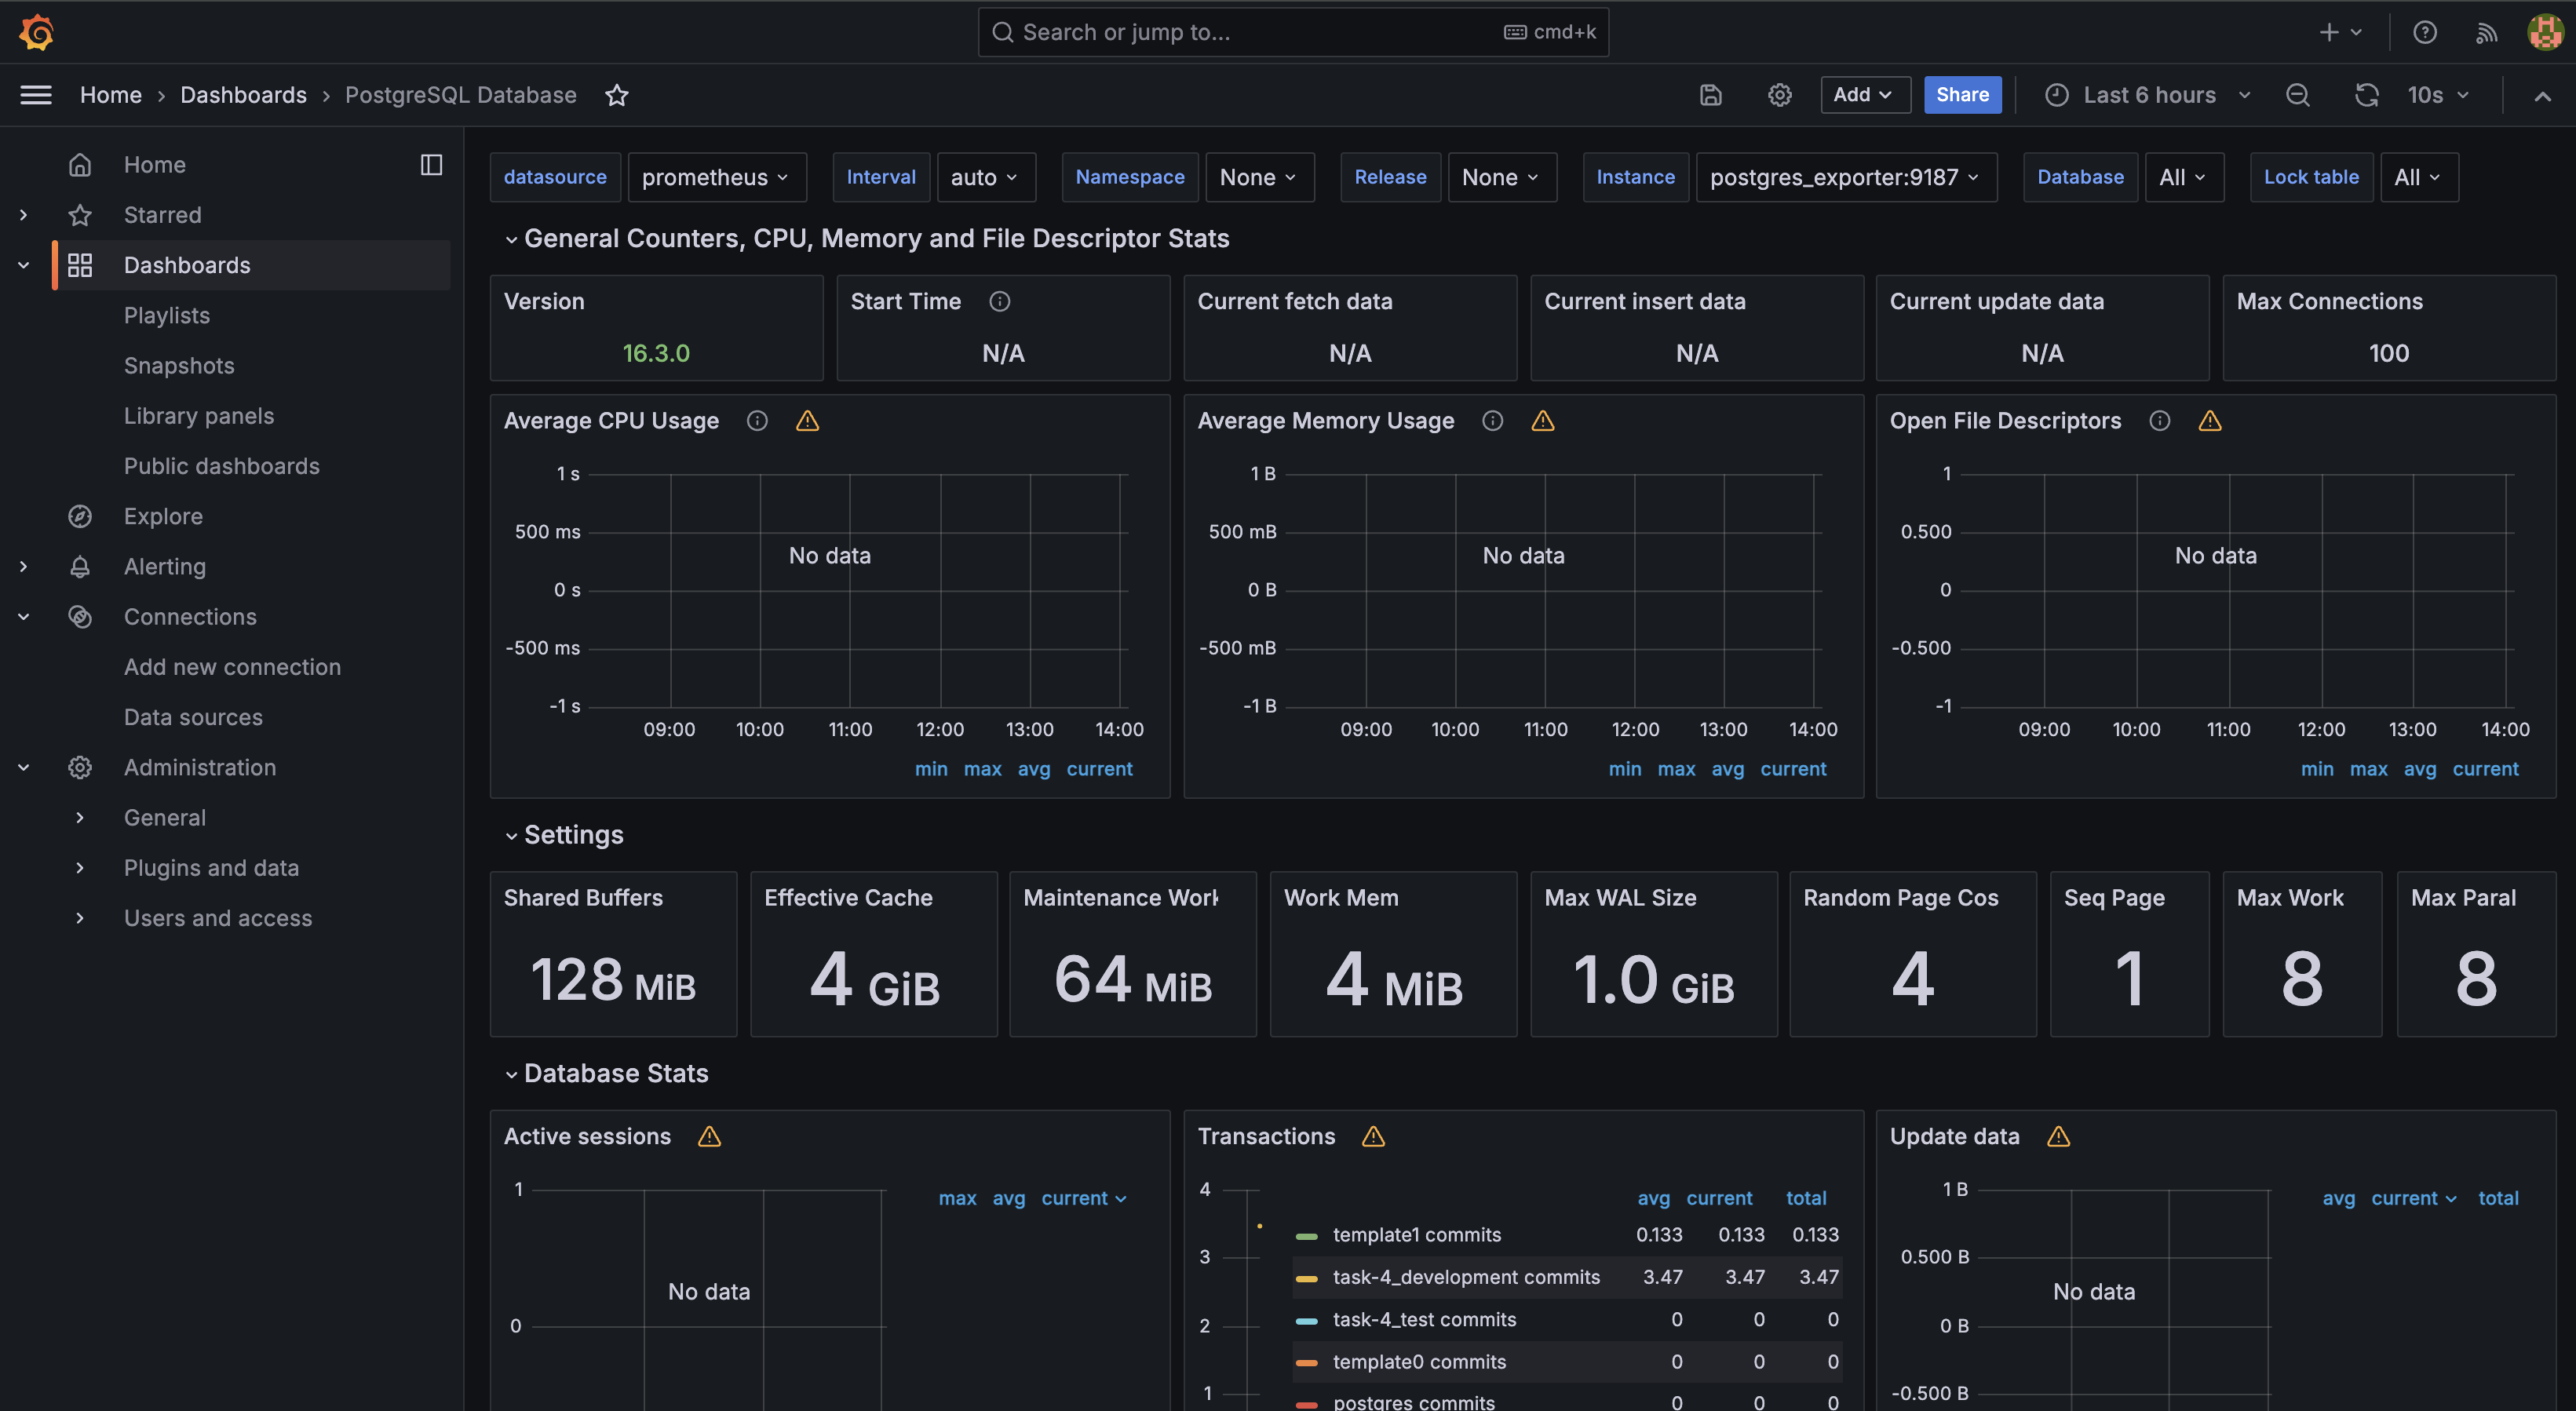 Search or jump to... cmd+k
Home › Dashboards › PostgreSQL Database Add Share Last 6 hours 10s
Home
Starred
Dashboards
Playlists
Snapshots
Library panels
Public dashboards
Explore
Alerting
Connections
Add new connection
Data sources
Administration
General
Plugins and data
Users and access
datasource prometheus Interval auto Namespace None Release None Instance postgres_exporter:9187 Database All Lock table All
General Counters, CPU, Memory and File Descriptor Stats
Version Start Time Current fetch data Current insert data Current update data Max Connections
16.3.0 N/A N/A N/A N/A 100
Average CPU Usage
1 s
500 ms
No data
0 s
-500 ms
-1 s
09:00 10:00 11:00 12:00 13:00 14:00
min max avg current
Average Memory Usage
1 B
500 mB
No data
0 B
-500 mB
-1 B
09:00 10:00 11:00 12:00 13:00 14:00
min max avg current
Open File Descriptors
1
0.500
No data
0
-0.500
-1
09:00 10:00 11:00 12:00 13:00 14:00
min max avg current
Settings
Shared Buffers Effective Cache Maintenance Work Work Mem Max WAL Size Random Page Cos Seq Page Max Work Max Paral
128 MiB 4 GiB 64 MiB 4 MiB 1.0 GiB 4 1 8 8
Database Stats
Active sessions
1
max avg current
No data
0
Transactions
4
3
2
1
avg current total
template1 commits 0.133 0.133 0.133
task-4_development commits 3.47 3.47 3.47
task-4_test commits 0 0 0
template0 commits 0 0 0
postgres commits 0 0 0
Update data
1 B
avg current total
0.500 B
No data
0 B
-0.500 B